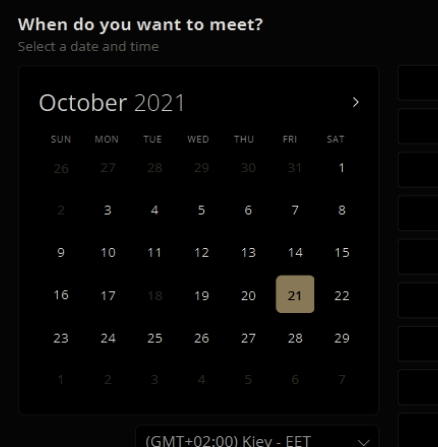 When do you want to meet?
Select a date and time
October 2021
SUN MON TUE WED THU FRI SAT
26 27 28 29 30 31 1
2 3 4 5 6 7 8
9 10 11 12 13 14 15
16 17 18 19 20 21 22
23 24 25 26 27 28 29
1 2 3 4 5 6 7
(GMT+02:00) Kiev - EET